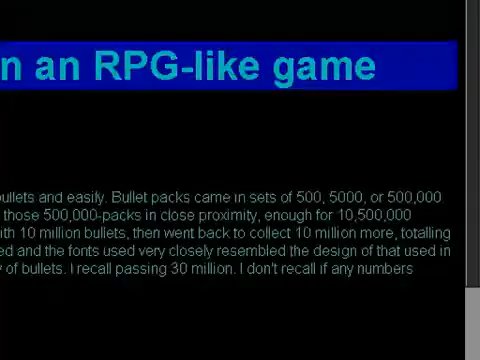 n an RPG-like game
bullets and easify. Bullet packs came in sets of 500, 5000, or 500,000
those 500,000-packs in close proximity, enough for 10,500,000
ith 10 million bullets, then went back to collect 10 million more, totalling
ed and the fonts used very closely resembled the design of that used in
y of bullets. I recall passing 30 million. I don't recall if any numbers